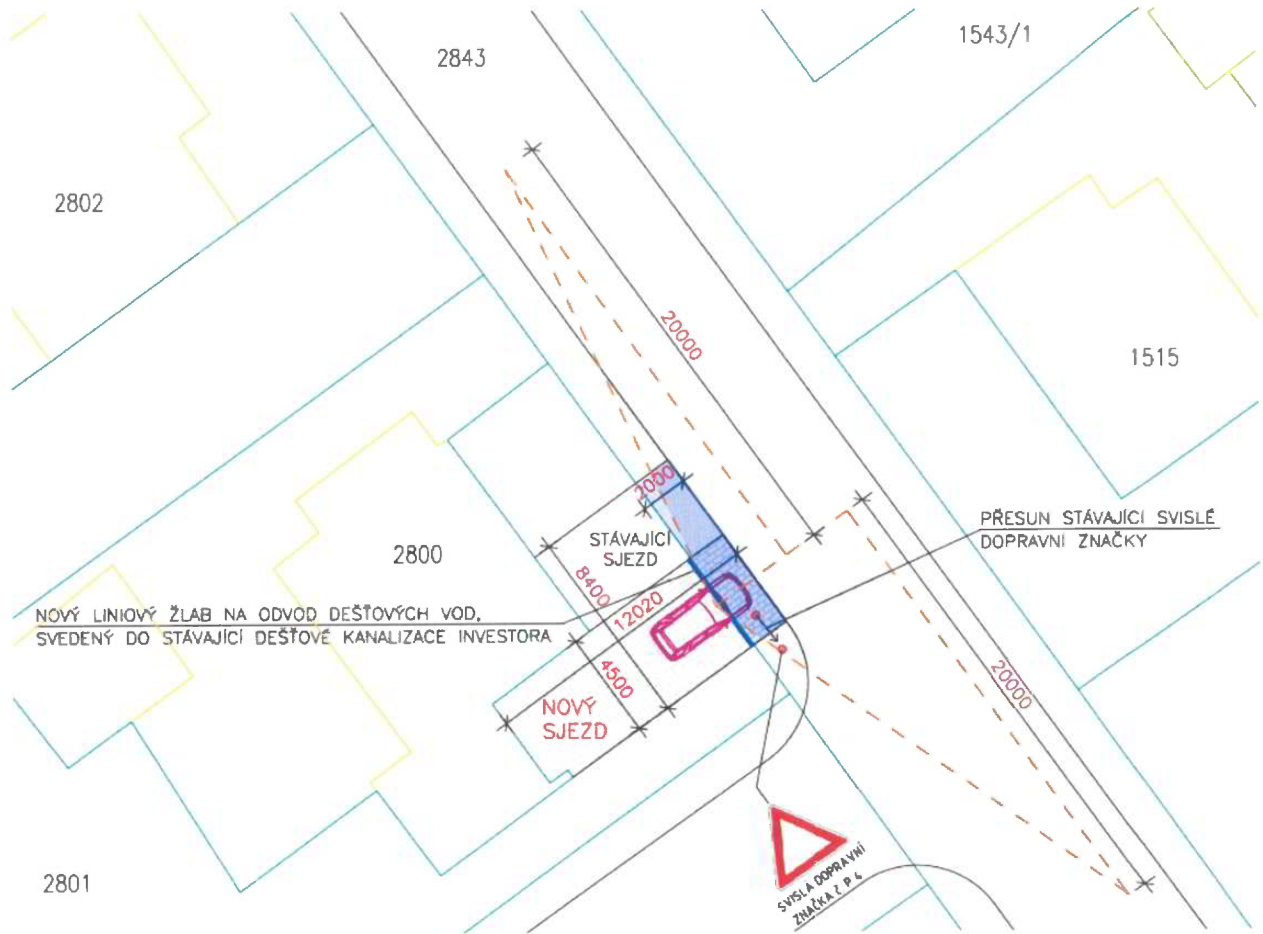 2843
1543/1
2802
20000
1515
2000
PŘESUN STÁVAJÍCÍ SVISLÉ
DOPRAVNÍ ZNAČKY
STÁVAJÍCÍ
SJEZD
2800
8400
12020
NOVÝ LINIOVÝ ŽLAB NA ODVOD DEŠŤOVÝCH VOD,
SVEDENÝ DO STÁVAJÍCÍ DEŠŤOVÉ KANALIZACE INVESTORA
4500
20000
NOVÝ
SJEZD
2801
SVISLÁ DOPRAVNÍ
ZNAČKA Č P 4